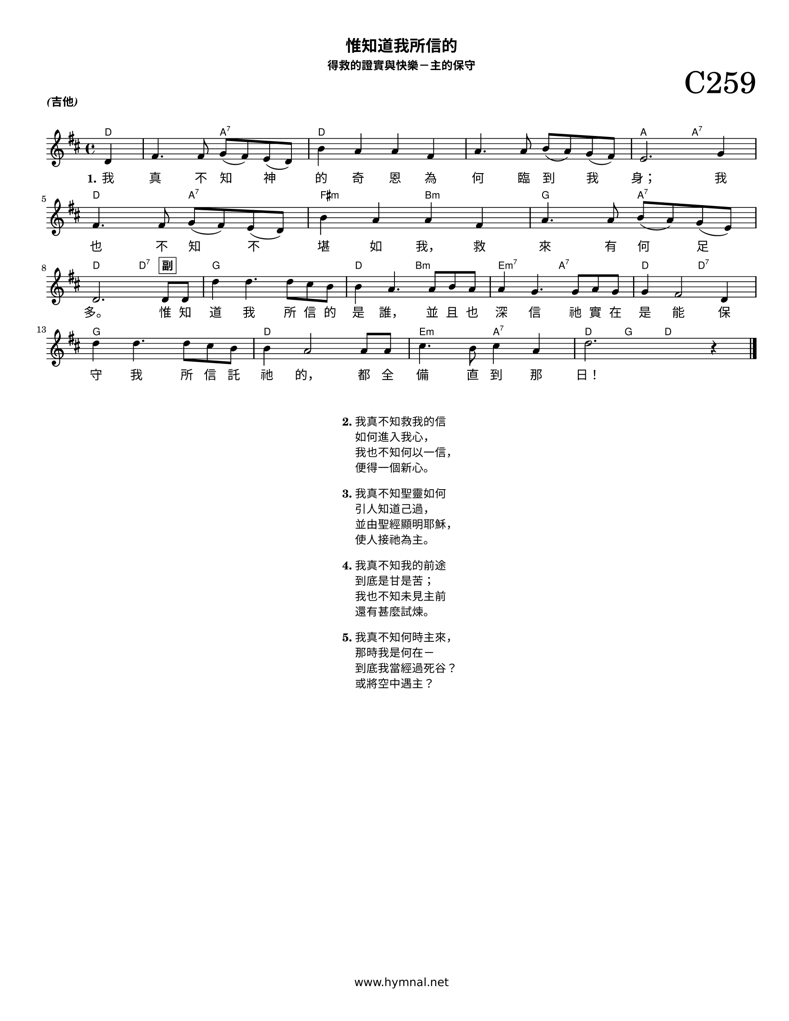 惟知道我所信的
得救的證實與快樂－主的保守
C259
(吉他)
D A7 D A A7
1. 我 真 不 知 神 的 奇 恩 為 何 臨 到 我 身； 我
5 D A7 F#m Bm G A7
也 不 知 不 堪 如 我， 救 來 有 何 足
8 D D7 副 G D Bm Em7 A7 D D7
多。 惟 知 道 我 所 信 的 是 誰， 並 且 也 深 信 祂 實 在 是 能 保
13 G D Em A7 D G D
守 我 所 信 託 祂 的， 都 全 備 直 到 那 日！
2. 我真不知救我的信
如何進入我心，
我也不知何以一信，
便得一個新心。
3. 我真不知聖靈如何
引人知道己過，
並由聖經顯明耶穌，
使人接祂為主。
4. 我真不知我的前途
到底是甘是苦；
我也不知未見主前
還有甚麼試煉。
5. 我真不知何時主來，
那時我是何在－
到底我當經過死谷？
或將空中遇主？
www.hymnal.net